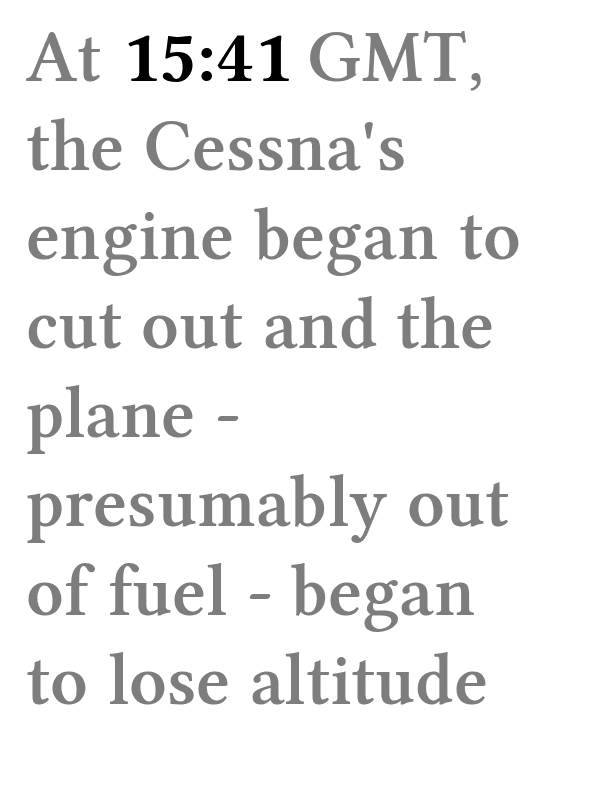 At 15:41 GMT,
the Cessna's
engine began to
cut out and the
plane -
presumably out
of fuel - began
to lose altitude